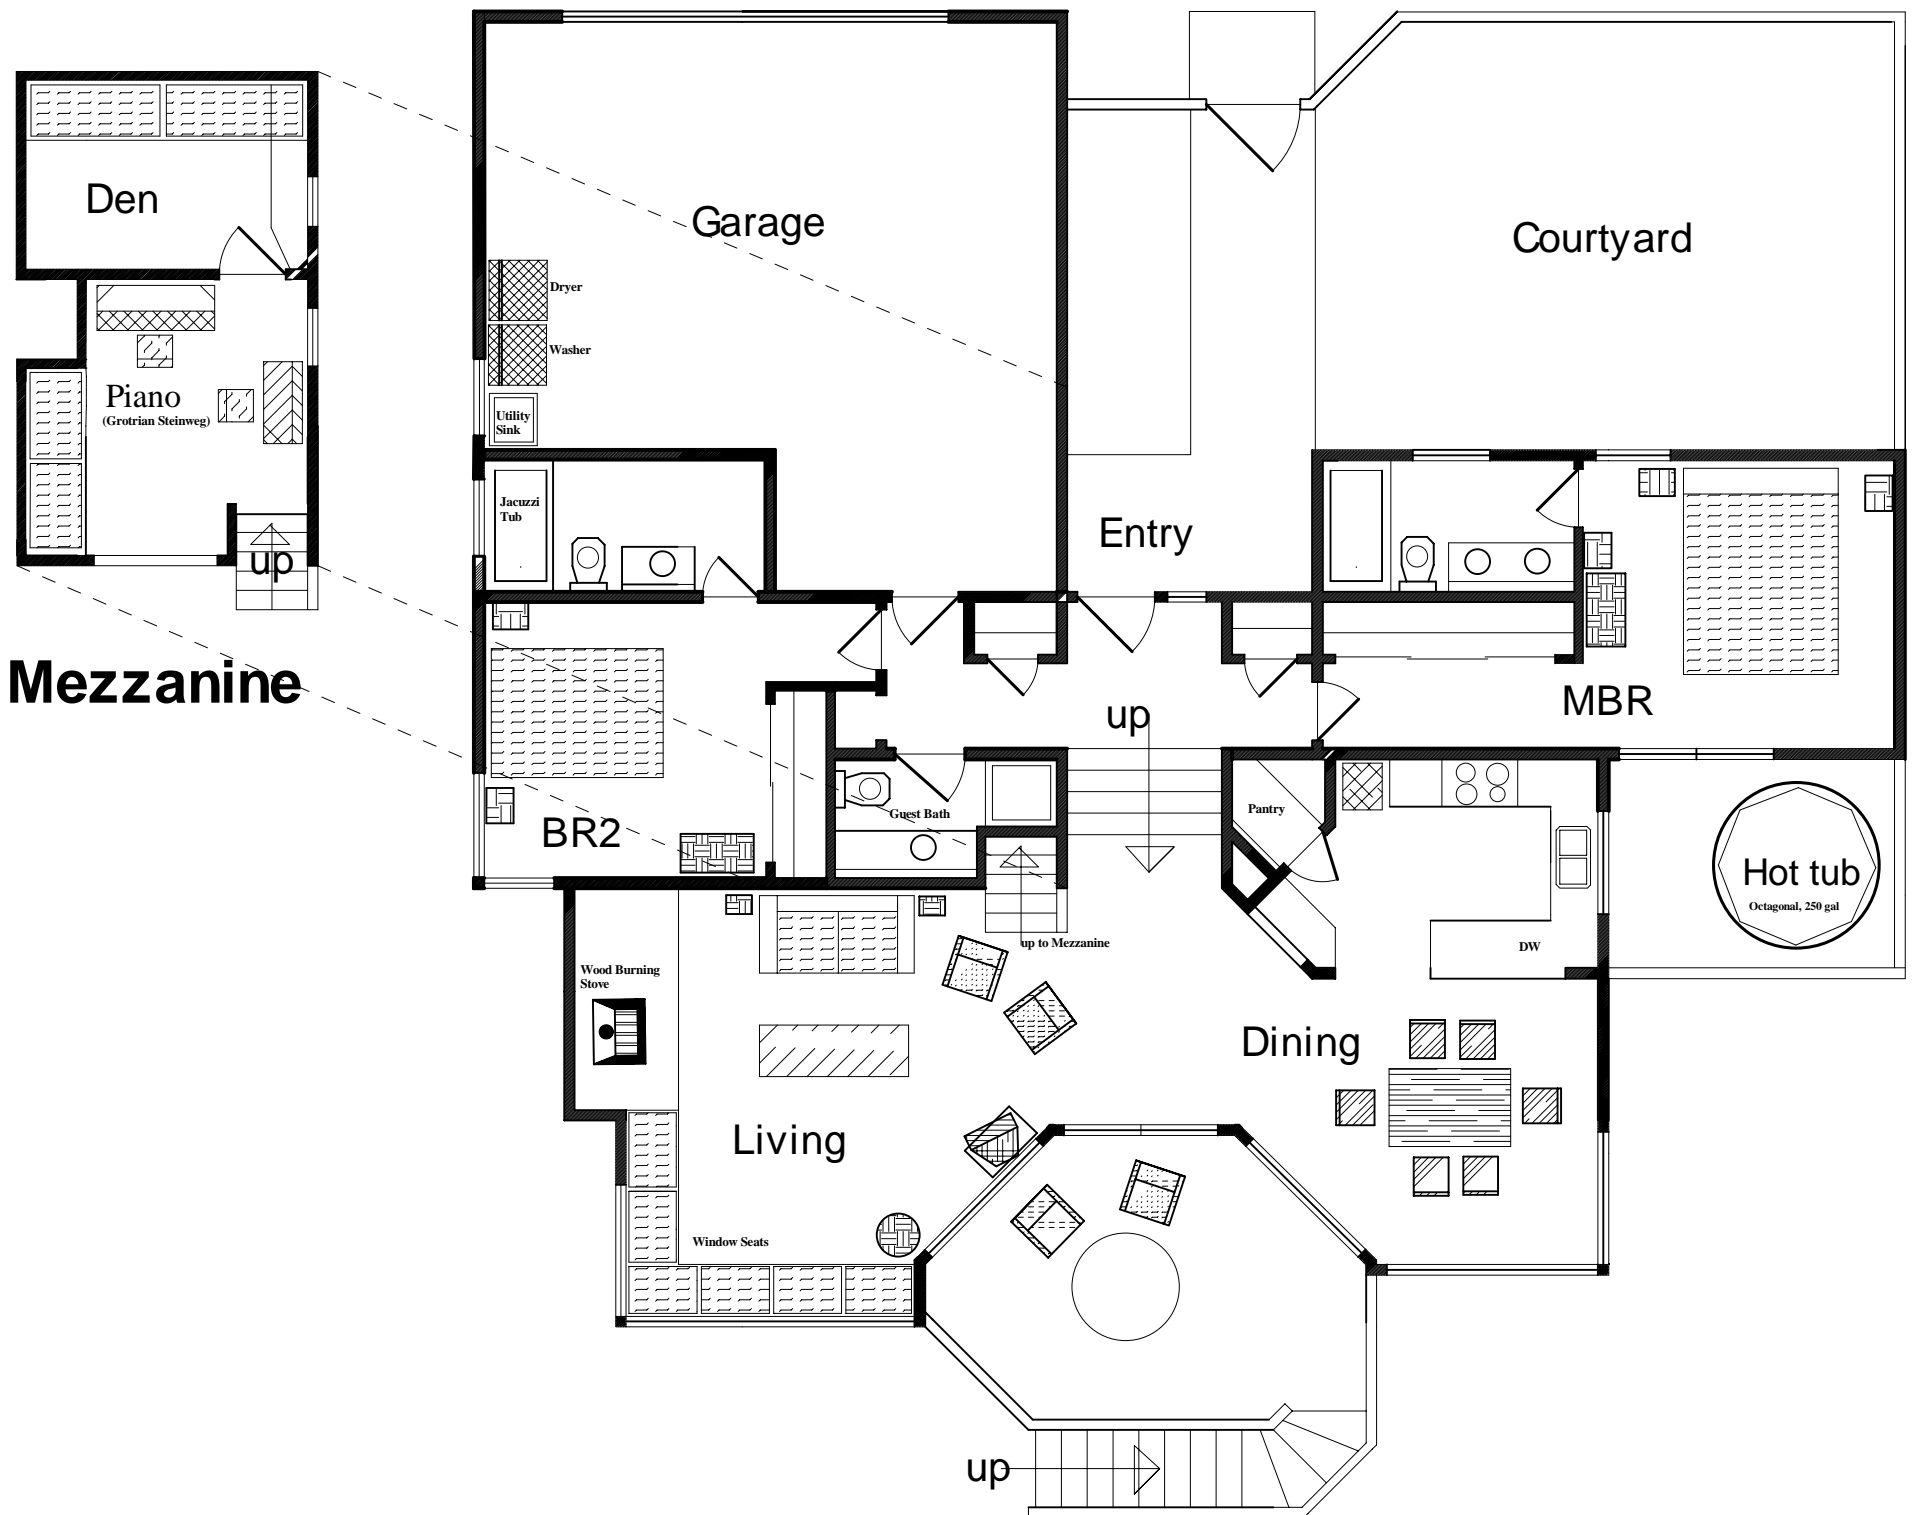 Den
Garage
Courtyard
Dryer
Washer
Piano
(Grotrian Steinweg)
Utility
Sink
Jacuzzi
Tub
Entry
up
Mezzanine
MBR
up
Pantry
Guest Bath
BR2
Hot tub
Octagonal, 250 gal
up to Mezzanine
DW
Wood Burning
Stove
Dining
Living
Window Seats
up